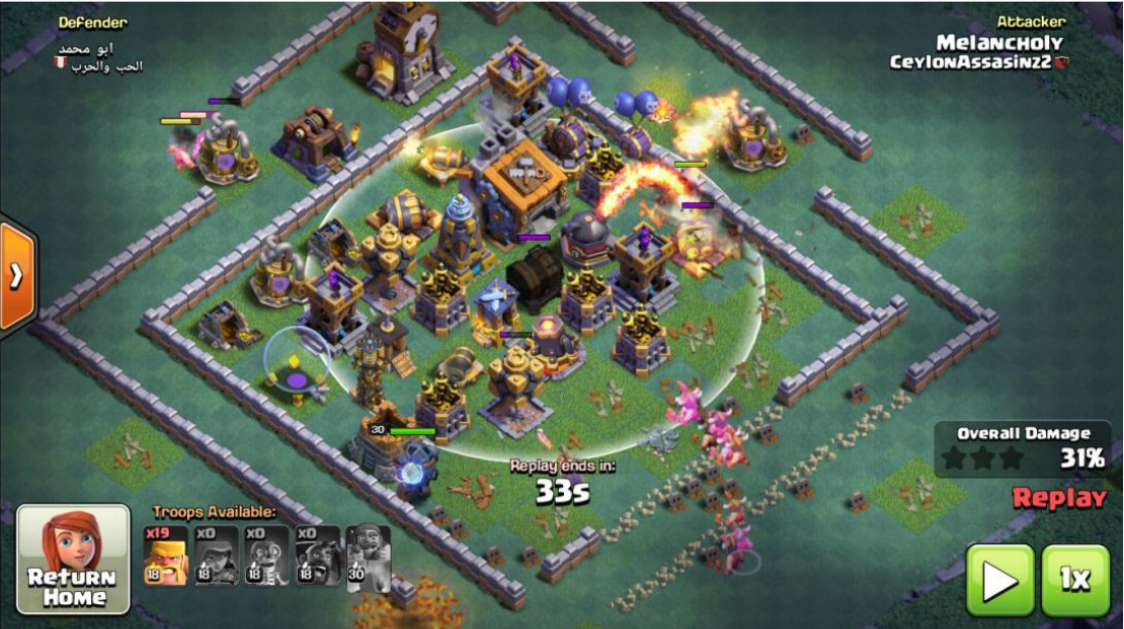 Defender
ابو محمد
الحب والحرب
Attacker
Melancholy
CeylonAssasinz2
30
Replay ends in:
33s
Overall Damage
31%
Replay
Troops Available:
x19 x0 x0 x0
18 18 18 18 30
Return
Home
1x